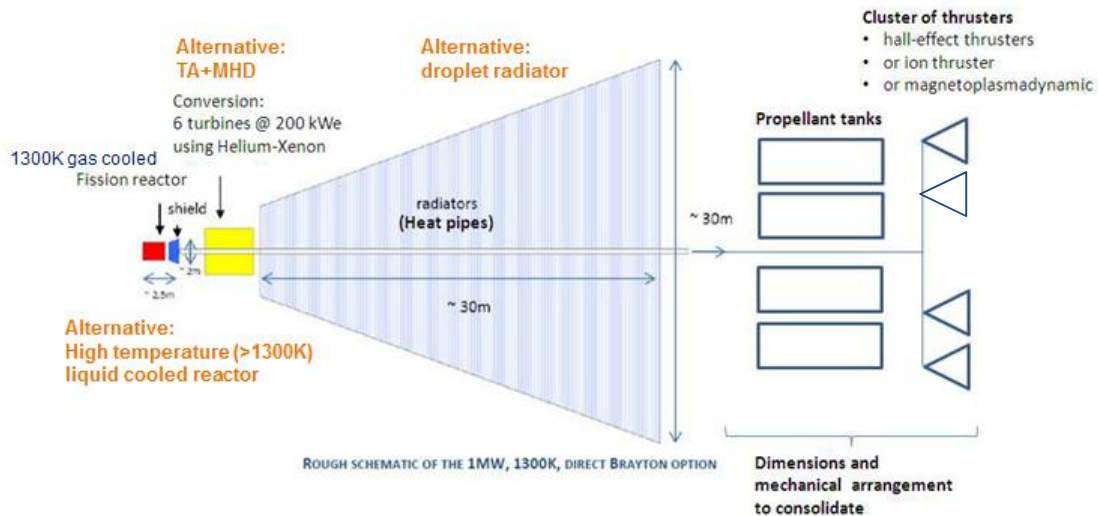 Alternative:
TA+MHD
Conversion:
6 turbines @ 200 kWe
using Helium-Xenon
Alternative:
droplet radiator
Cluster of thrusters
• hall-effect thrusters
• or ion thruster
• or magnetoplasmadynamic
Propellant tanks
1300K gas cooled
Fission reactor
shield
radiators
(Heat pipes)
~ 30m
~ 2m
~ 2,5m
~ 30m
Alternative:
High temperature (>1300K)
liquid cooled reactor
ROUGH SCHEMATIC OF THE 1MW, 1300K, DIRECT BRAYTON OPTION
Dimensions and
mechanical arrangement
to consolidate